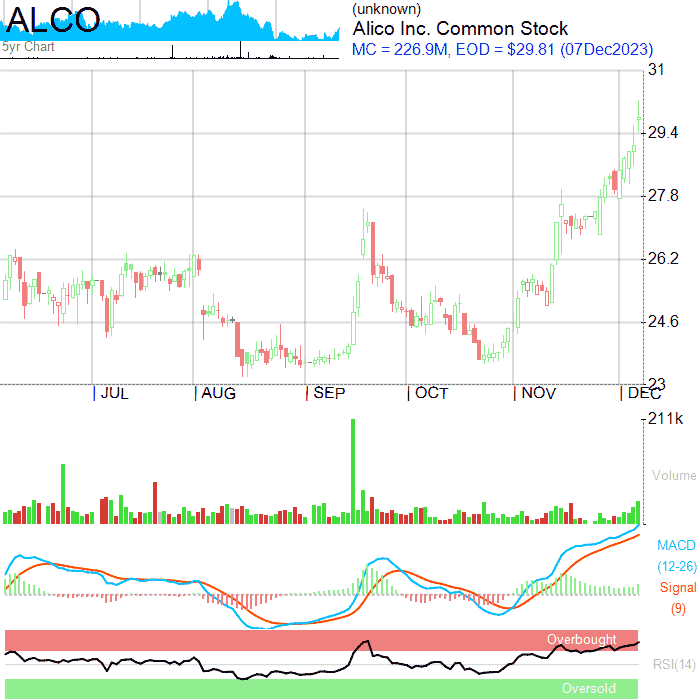 ALCO
5yr Chart
(unknown)
Alico Inc. Common Stock
MC = 226.9M, EOD = $29.81 (07Dec2023)
31
29.4
27.8
26.2
24.6
23
JUL
AUG
SEP
OCT
NOV
DEC
211k
Volume
MACD
(12-26)
Signal
(9)
Overbought
RSI(14)
Oversold